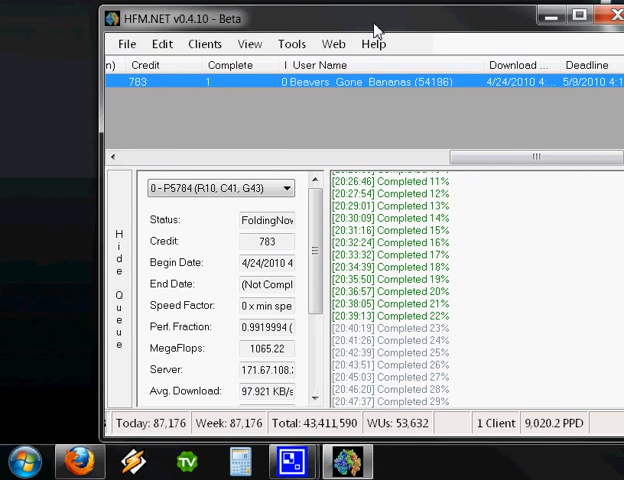 HFM.NET v0.4.10 - Beta
File Edit Clients View Tools Web Help
n) Credit Complete I User Name Download ... Deadline
783 1 0 Beavers_Gone_Bananas (54196) 4/24/2010 4:... 5/9/2010 4:1
Hide Queue
0 - P5784 (R10, C41, G43)
Status: FoldingNow
Credit: 783
Begin Date: 4/24/2010 4
End Date: (Not Compl
Speed Factor: 0 x min spe
Perf. Fraction: 0.9919994 (
MegaFlops: 1065.22
Server: 171.67.108.
Avg. Download: 97.921 KB/s
[20:26:46] Completed 11%
[20:27:54] Completed 12%
[20:29:01] Completed 13%
[20:30:09] Completed 14%
[20:31:16] Completed 15%
[20:32:24] Completed 16%
[20:33:32] Completed 17%
[20:34:39] Completed 18%
[20:35:50] Completed 19%
[20:36:57] Completed 20%
[20:38:05] Completed 21%
[20:39:13] Completed 22%
[20:40:19] Completed 23%
[20:41:26] Completed 24%
[20:42:39] Completed 25%
[20:43:51] Completed 26%
[20:45:03] Completed 27%
[20:46:20] Completed 28%
[20:47:37] Completed 29%
Today: 87,176 Week: 87,176 Total: 43,411,590 WUs: 53,632 1 Client 9,020.2 PPD
TV